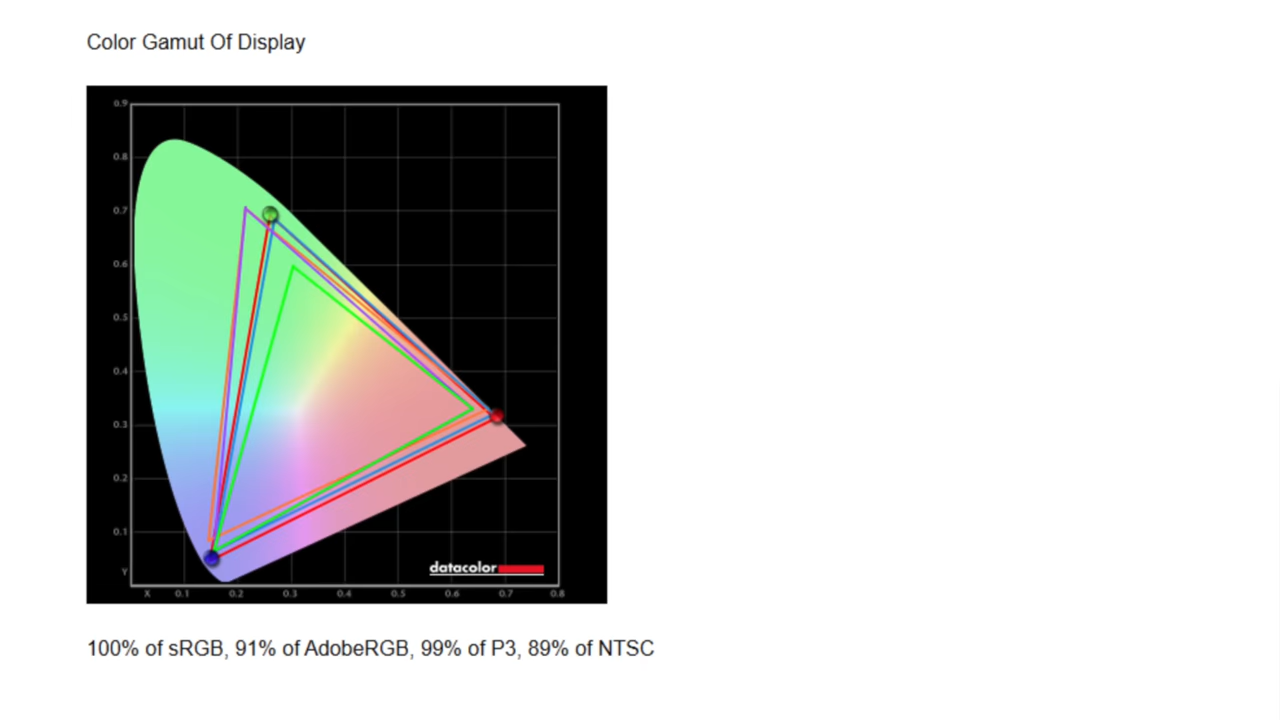 Color Gamut Of Display
0.9
0.8
0.7
0.6
0.5
0.4
0.3
0.2
0.1
Y
datacolor
X 0.1 0.2 0.3 0.4 0.5 0.6 0.7 0.8
100% of sRGB, 91% of AdobeRGB, 99% of P3, 89% of NTSC